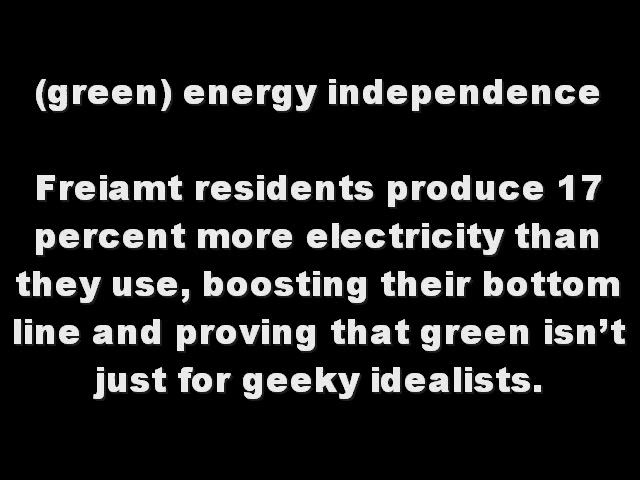 (green) energy independence
Freiamt residents produce 17
percent more electricity than
they use, boosting their bottom
line and proving that green isn’t
just for geeky idealists.